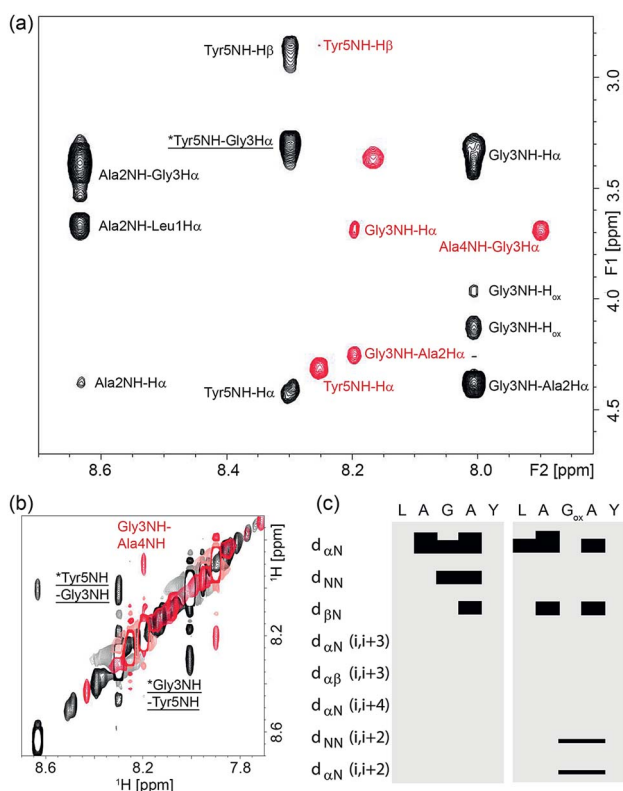 (a)
Tyr5NH-Hβ Tyr5NH-Hβ
*Tyr5NH-Gly3Hα
Ala2NH-Gly3Hα
Gly3NH-Hα
Ala2NH-Leu1Hα
Gly3NH-Hα
Ala4NH-Gly3Hα
Gly3NH-Hox
Gly3NH-Hox
Gly3NH-Ala2Hα
Ala2NH-Hα
Tyr5NH-Hα
Tyr5NH-Hα
Gly3NH-Ala2Hα
3.0
3.5
4.0
4.5
F1 [ppm]
8.6 8.4 8.2 8.0 F2 [ppm]
(b)
Gly3NH-
Ala4NH
*Tyr5NH
-Gly3NH
*Gly3NH
-Tyr5NH
¹H [ppm]
8.2
8.6
8.6 8.2 7.8
¹H [ppm]
(c)
L A G A Y L A Gox A Y
dαN
dNN
dβN
dαN (i,i+3)
dαβ (i,i+3)
dαN (i,i+4)
dNN (i,i+2)
dαN (i,i+2)